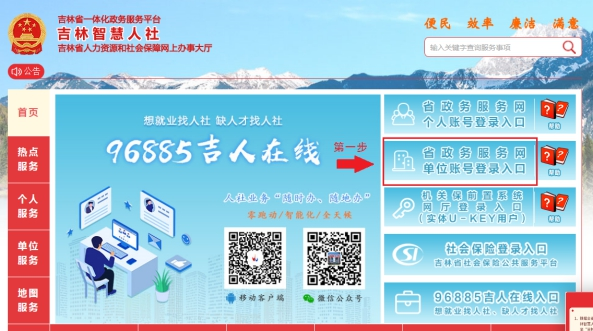 吉林省一体化政务服务平台
吉林智慧人社
吉林省人力资源和社会保障网上办事大厅
便民 效率 廉洁 满意
输入关键字查询服务事项
公告
首页
热点
服务
个人
服务
单位
服务
地图
服务
想就业找人社 缺人才找人社
96885吉人在线
第一步
人社业务“随时办、随地办”
客跑动/智能化/全天候
移动客户端
微信公众号
省政务服务网
个人账号登录入口
帮助
省政务服务网
单位账号登录入口
帮助
机关保前置系统
网厅登录入口
(实体U-KEY用户)
帮助
社会保险登录入口
吉林省社会保险公共服务平台
96885吉人在线入口
想就业找人社、缺人才找人社